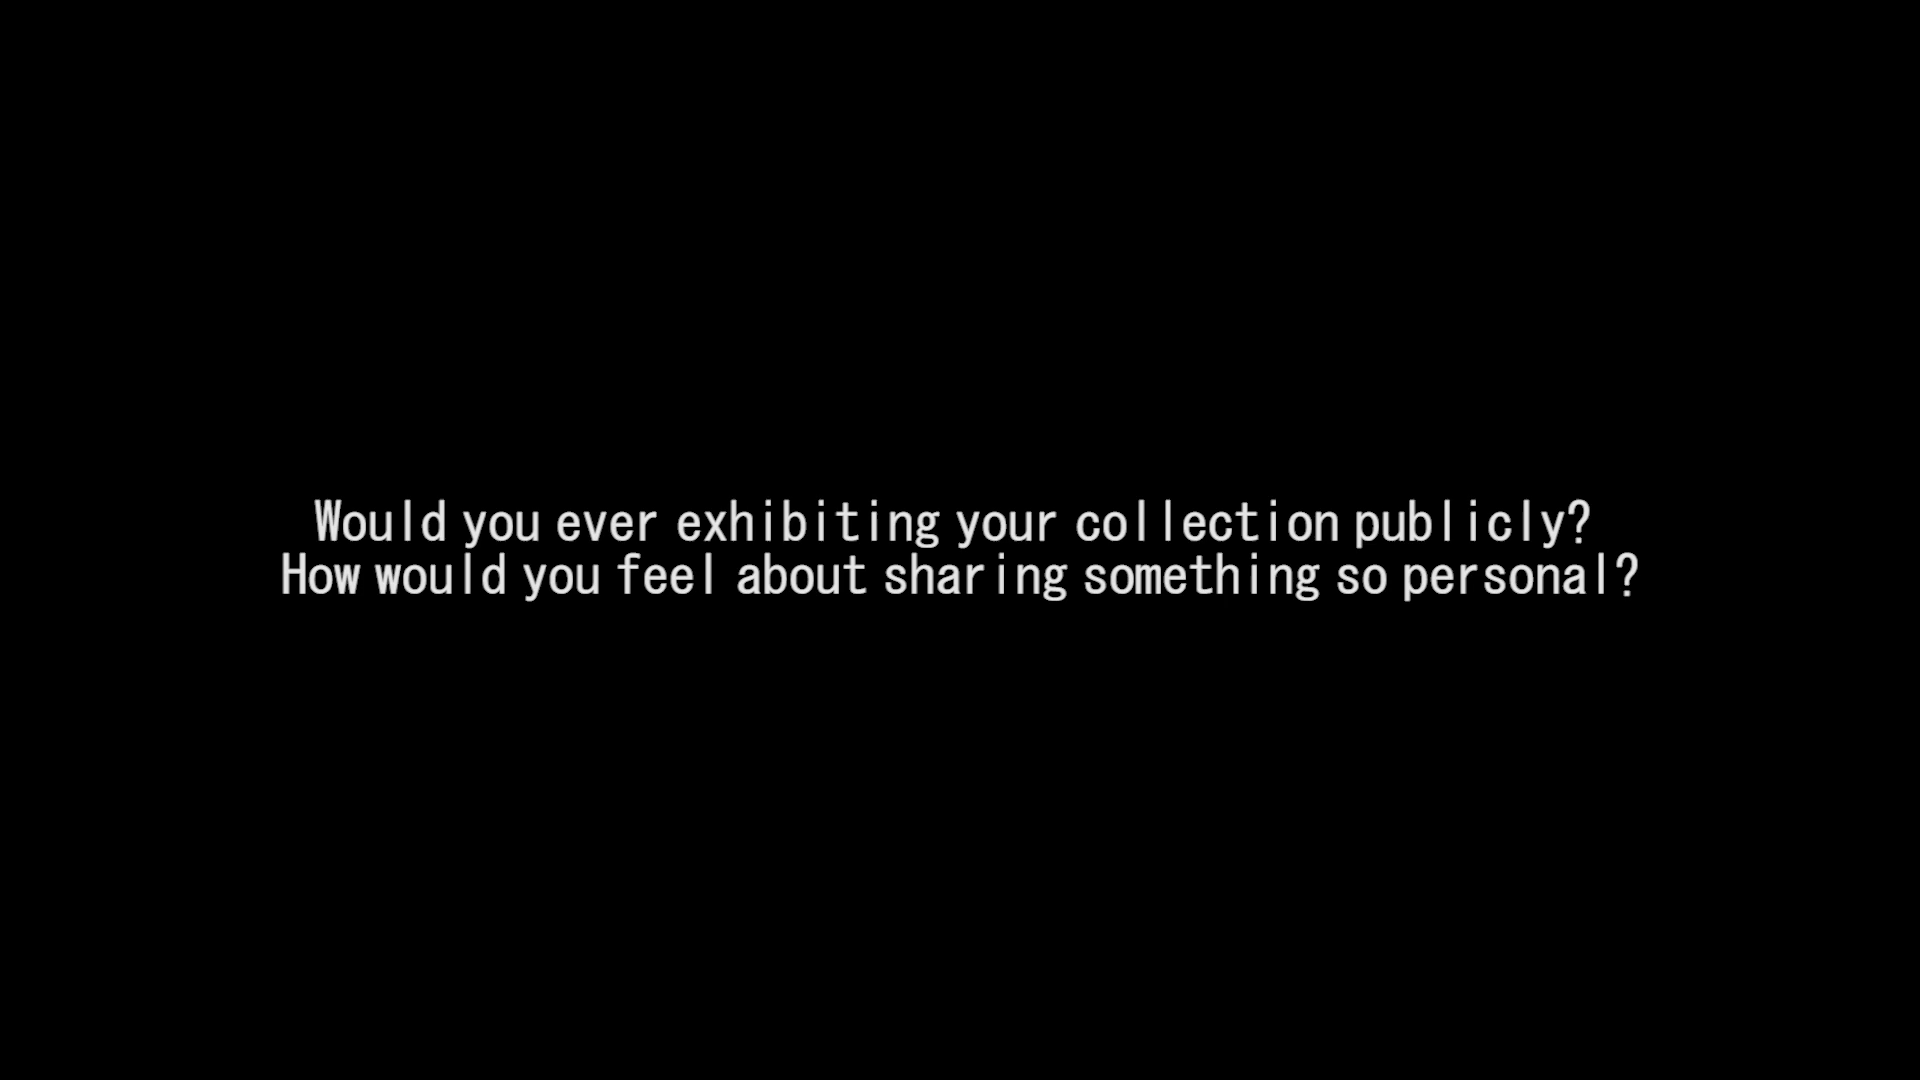 Would you ever exhibiting your collection publicly?
How would you feel about sharing something so personal?